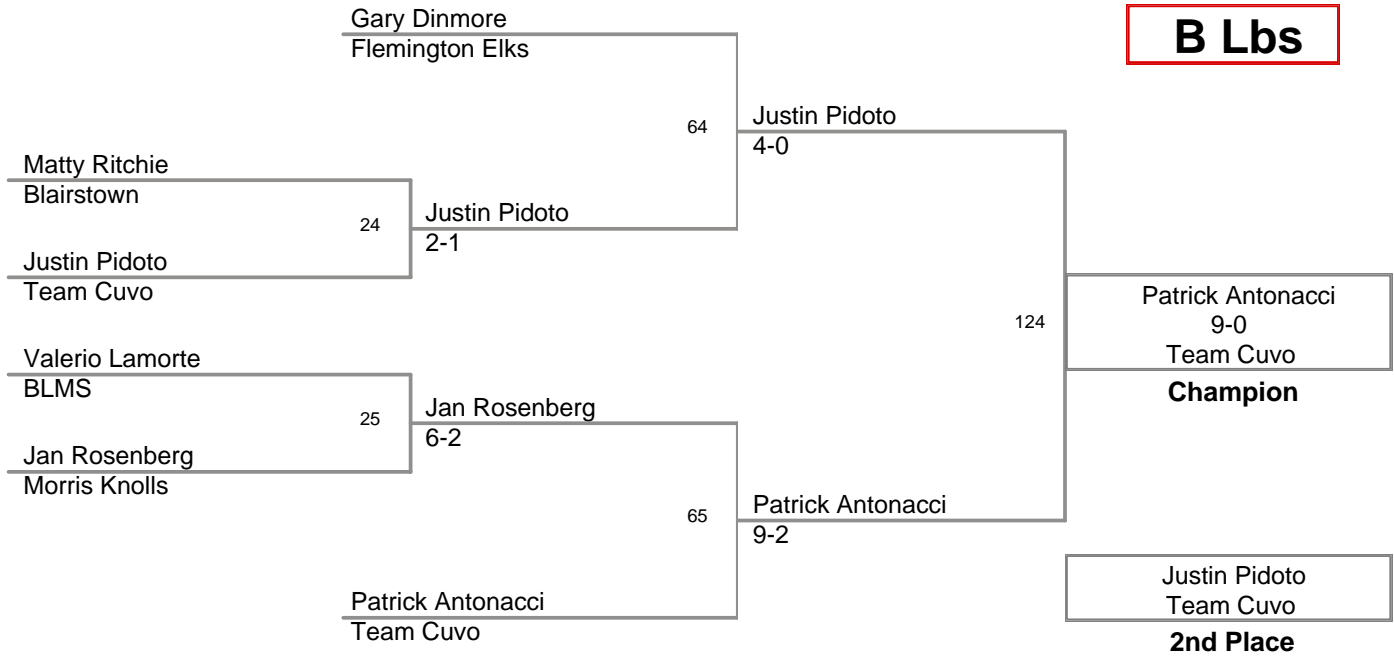 Gary Dinmore
Flemington Elks
B Lbs
64
Justin Pidoto
4-0
Matty Ritchie
Blairstown
24
Justin Pidoto
2-1
Justin Pidoto
Team Cuvo
124
Patrick Antonacci
9-0
Team Cuvo
Champion
Valerio Lamorte
BLMS
25
Jan Rosenberg
6-2
Jan Rosenberg
Morris Knolls
65
Patrick Antonacci
9-2
Patrick Antonacci
Team Cuvo
Justin Pidoto
Team Cuvo
2nd Place